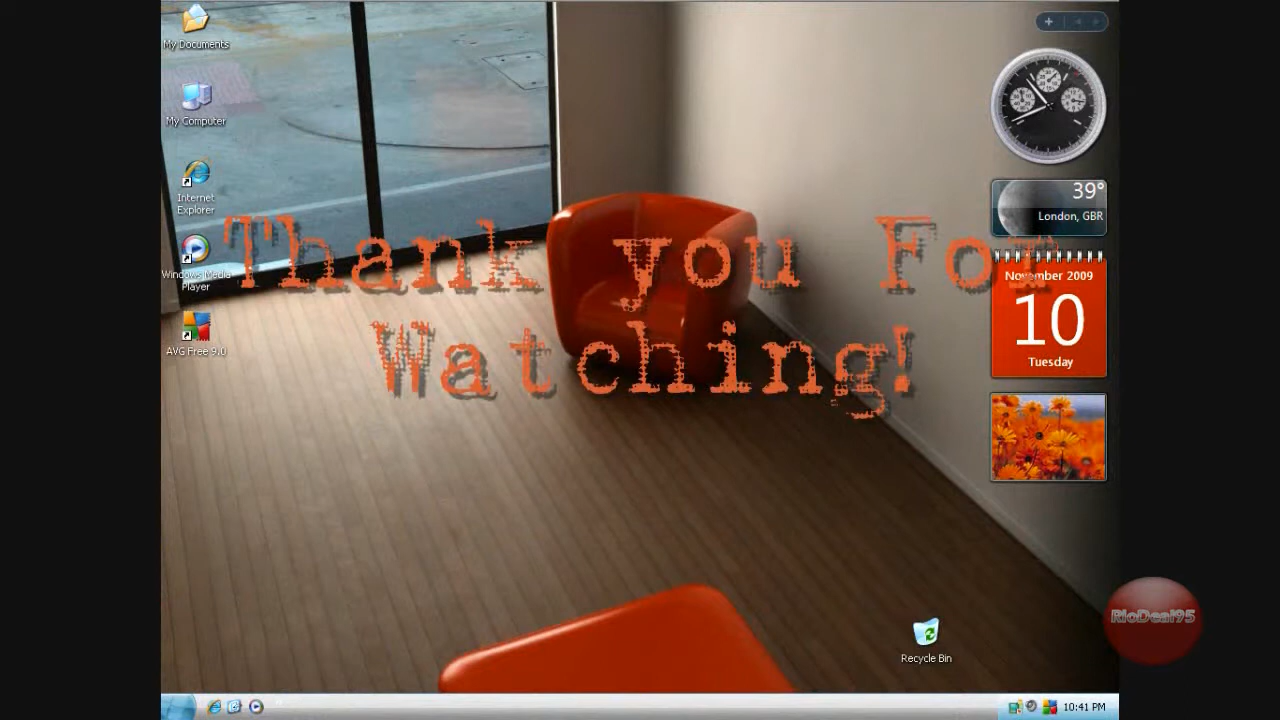 My Documents
My Computer
Internet
Explorer
Windows Media
Player
AVG Free 9.0
Thank you For
Watching!
39°
London, GBR
November 2009
10
Tuesday
Recycle Bin
RioDeal95
10:41 PM